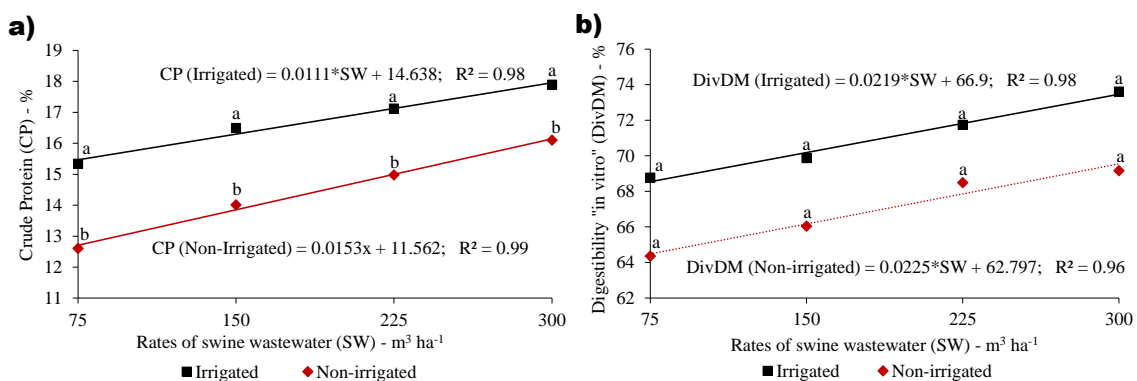 a)
CP (Irrigated) = 0.0111*SW + 14.638; R² = 0.98
CP (Non-Irrigated) = 0.0153x + 11.562; R² = 0.99
Crude Protein (CP) - %
19
18
17
16
15
14
13
12
11
a
a
a
a
b
b
b
b
75 150 225 300
Rates of swine wastewater (SW) - m³ ha⁻¹
Irrigated Non-irrigated
b)
DivDM (Irrigated) = 0.0219*SW + 66.9; R² = 0.98
DivDM (Non-irrigated) = 0.0225*SW + 62.797; R² = 0.96
Digestibility "in vitro" (DivDM) - %
76
74
72
70
68
66
64
62
a
a
a
a
a
a
a
a
75 150 225 300
Rates of swine wastewater (SW) - m³ ha⁻¹
Irrigated Non-irrigated